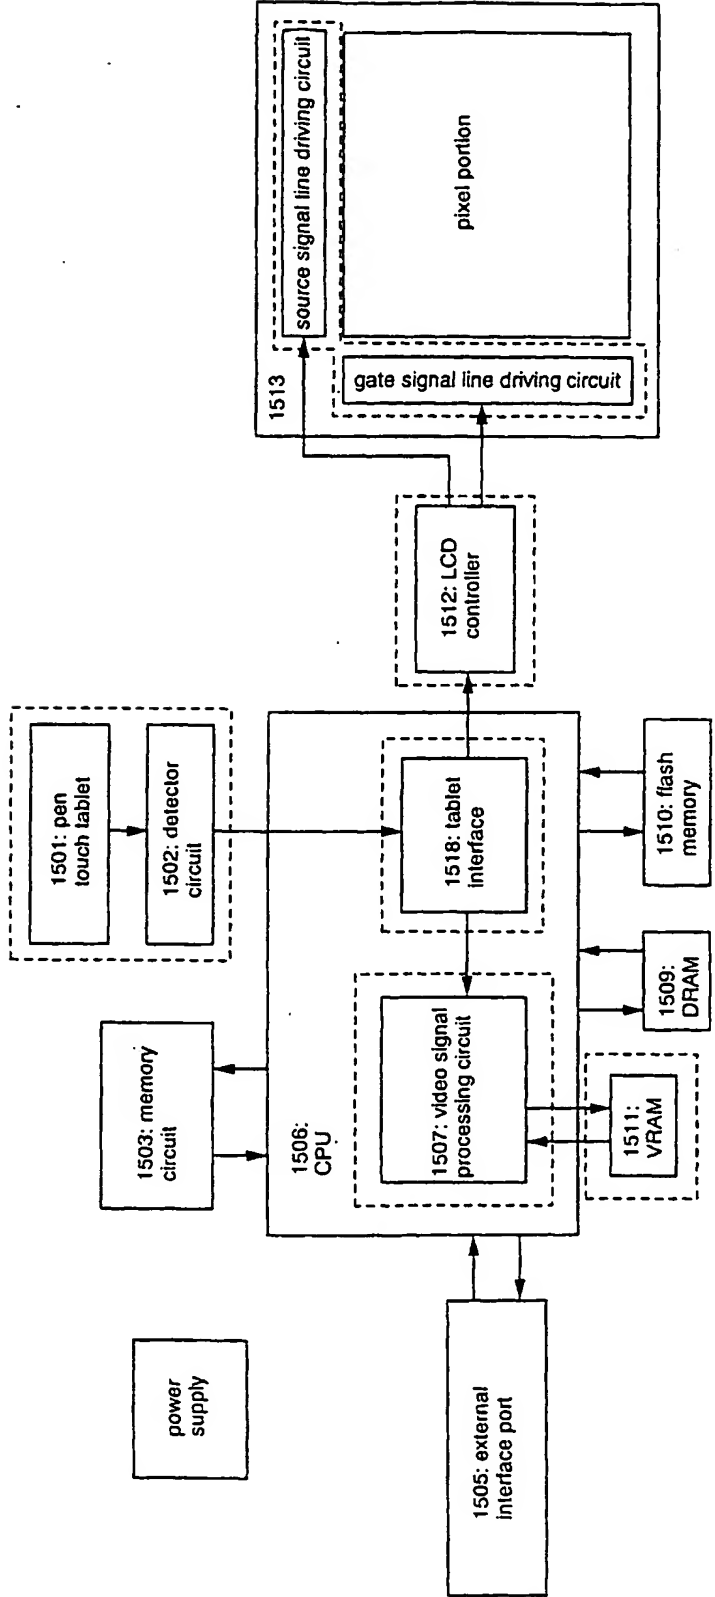 power
supply
1503: memory
circuit
1501: pen
touch tablet
1502: detector
circuit
1505: external
interface port
1506:
CPU
1507: video signal
processing circuit
1518: tablet
interface
1512: LCD
controller
1513
source signal line driving circuit
gate signal line driving circuit
pixel portion
1511:
VRAM
1509:
DRAM
1510: flash
memory